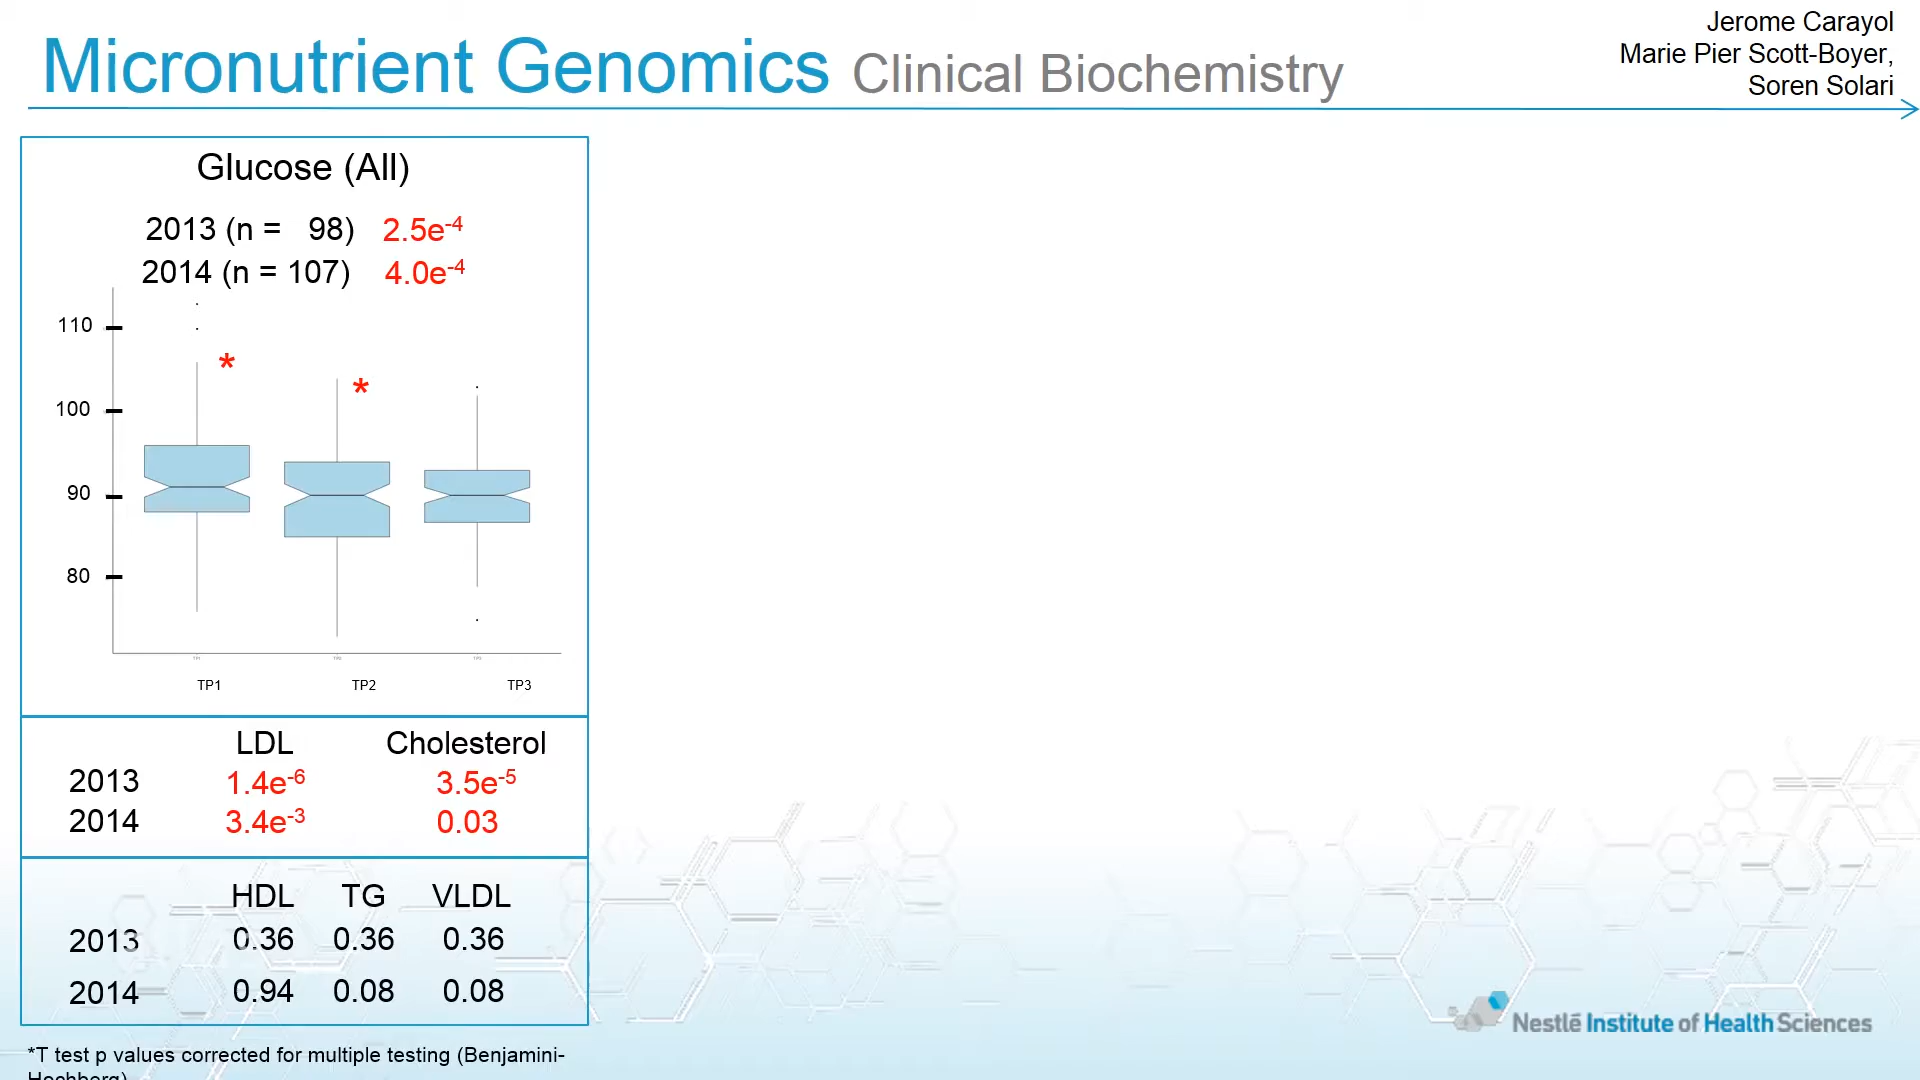 Jerome Carayol
Marie Pier Scott-Boyer,
Soren Solari
Micronutrient Genomics Clinical Biochemistry
Glucose (All)
2013 (n = 98) 2.5e-4
2014 (n = 107) 4.0e-4
110
*
*
100
90
80
TP1 TP2 TP3
LDL Cholesterol
2013 1.4e-6 3.5e-5
2014 3.4e-3 0.03
HDL TG VLDL
2013 0.36 0.36 0.36
2014 0.94 0.08 0.08
Nestlé Institute of Health Sciences
*T test p values corrected for multiple testing (Benjamini-
Hochberg)